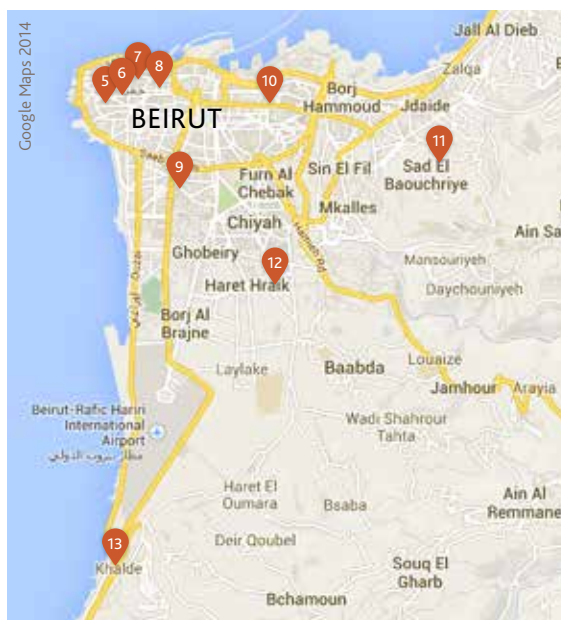 Google Maps 2014
Jall Al Dieb
Zalqa
7
6
8
5
10
Borj
Hammoud
Jdaide
BEIRUT
11
9
Furn Al
Chebak
Sin El Fil
Sad El
Baouchriye
Mkalles
Chiyah
Ain Sa
Ghobeiry
12
Haret Hraik
Mansouriyeh
Daychouniyeh
Borj Al
Brajne
Laylake
Baabda
Louaize
Jamhour
Arayia
Beirut-Rafic Hariri
International
Airport
مطار بيروت الدولي
Wadi Shahrour
Tahta
Haret El
Oumara
Bsaba
Ain Al
Remmane
13
Khalde
Deir Qoubel
Souq El
Gharb
Bchamoun